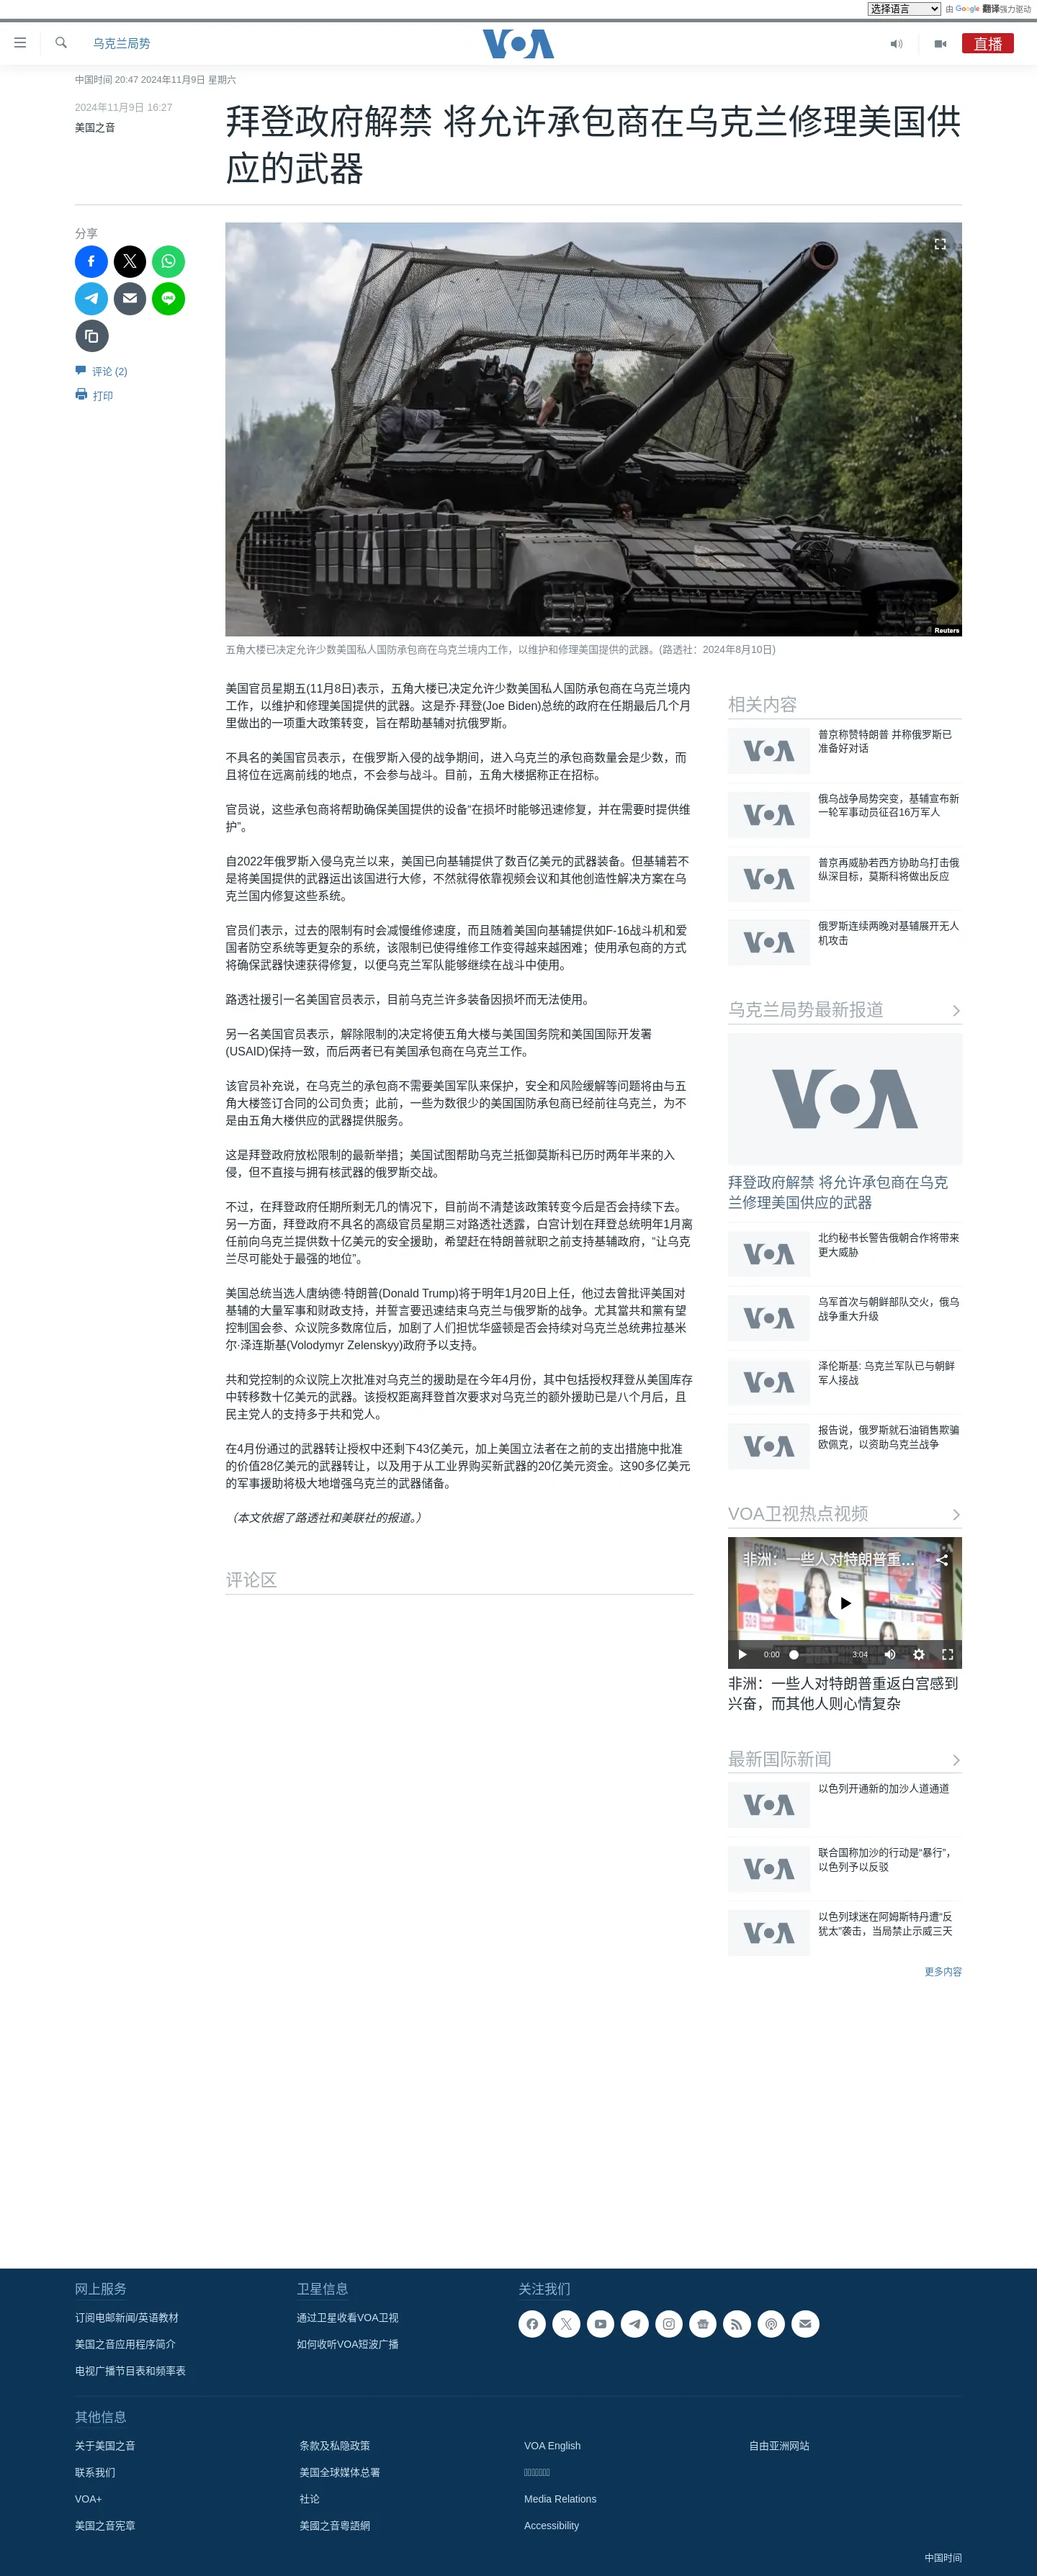 选择语言 由 Google 翻译强力驱动
乌克兰局势
VOA
直播
中国时间 20:47 2024年11月9日 星期六
2024年11月9日 16:27
美国之音
拜登政府解禁 将允许承包商在乌克兰修理美国供
应的武器
分享
LINE
评论 (2)
打印
Reuters
五角大楼已决定允许少数美国私人国防承包商在乌克兰境内工作，以维护和修理美国提供的武器。(路透社：2024年8月10日)
美国官员星期五(11月8日)表示，五角大楼已决定允许少数美国私人国防承包商在乌克兰境内
工作，以维护和修理美国提供的武器。这是乔·拜登(Joe Biden)总统的政府在任期最后几个月
里做出的一项重大政策转变，旨在帮助基辅对抗俄罗斯。
不具名的美国官员表示，在俄罗斯入侵的战争期间，进入乌克兰的承包商数量会是少数，而
且将位在远离前线的地点，不会参与战斗。目前，五角大楼据称正在招标。
官员说，这些承包商将帮助确保美国提供的设备“在损坏时能够迅速修复，并在需要时提供维
护”。
自2022年俄罗斯入侵乌克兰以来，美国已向基辅提供了数百亿美元的武器装备。但基辅若不
是将美国提供的武器运出该国进行大修，不然就得依靠视频会议和其他创造性解决方案在乌
克兰国内修复这些系统。
官员们表示，过去的限制有时会减慢维修速度，而且随着美国向基辅提供如F-16战斗机和爱
国者防空系统等更复杂的系统，该限制已使得维修工作变得越来越困难；使用承包商的方式
将确保武器快速获得修复，以便乌克兰军队能够继续在战斗中使用。
路透社援引一名美国官员表示，目前乌克兰许多装备因损坏而无法使用。
另一名美国官员表示，解除限制的决定将使五角大楼与美国国务院和美国国际开发署
(USAID)保持一致，而后两者已有美国承包商在乌克兰工作。
该官员补充说，在乌克兰的承包商不需要美国军队来保护，安全和风险缓解等问题将由与五
角大楼签订合同的公司负责；此前，一些为数很少的美国国防承包商已经前往乌克兰，为不
是由五角大楼供应的武器提供服务。
这是拜登政府放松限制的最新举措；美国试图帮助乌克兰抵御莫斯科已历时两年半来的入
侵，但不直接与拥有核武器的俄罗斯交战。
不过，在拜登政府任期所剩无几的情况下，目前尚不清楚该政策转变今后是否会持续下去。
另一方面，拜登政府不具名的高级官员星期三对路透社透露，白宫计划在拜登总统明年1月离
任前向乌克兰提供数十亿美元的安全援助，希望赶在特朗普就职之前支持基辅政府，“让乌克
兰尽可能处于最强的地位”。
美国总统当选人唐纳德·特朗普(Donald Trump)将于明年1月20日上任，他过去曾批评美国对
基辅的大量军事和财政支持，并誓言要迅速结束乌克兰与俄罗斯的战争。尤其當共和黨有望
控制国会参、众议院多数席位后，加剧了人们担忧华盛顿是否会持续对乌克兰总统弗拉基米
尔·泽连斯基(Volodymyr Zelenskyy)政府予以支持。
共和党控制的众议院上次批准对乌克兰的援助是在今年4月份，其中包括授权拜登从美国库存
中转移数十亿美元的武器。该授权距离拜登首次要求对乌克兰的额外援助已是八个月后，且
民主党人的支持多于共和党人。
在4月份通过的武器转让授权中还剩下43亿美元，加上美国立法者在之前的支出措施中批准
的价值28亿美元的武器转让，以及用于从工业界购买新武器的20亿美元资金。这90多亿美元
的军事援助将极大地增强乌克兰的武器储备。
（本文依据了路透社和美联社的报道。）
评论区
相关内容
VOA
普京称赞特朗普 并称俄罗斯已
准备好对话
VOA
俄乌战争局势突变，基辅宣布新
一轮军事动员征召16万军人
VOA
普京再威胁若西方协助乌打击俄
纵深目标，莫斯科将做出反应
VOA
俄罗斯连续两晚对基辅展开无人
机攻击
乌克兰局势最新报道
VOA
拜登政府解禁 将允许承包商在乌克
兰修理美国供应的武器
VOA
北约秘书长警告俄朝合作将带来
更大威胁
VOA
乌军首次与朝鲜部队交火，俄乌
战争重大升级
VOA
泽伦斯基: 乌克兰军队已与朝鲜
军人接战
VOA
报告说，俄罗斯就石油销售欺骗
欧佩克，以资助乌克兰战争
VOA卫视热点视频
非洲：一些人对特朗普重...
0:00
3:04
非洲：一些人对特朗普重返白宫感到
兴奋，而其他人则心情复杂
最新国际新闻
VOA
以色列开通新的加沙人道通道
VOA
联合国称加沙的行动是“暴行”，
以色列予以反驳
VOA
以色列球迷在阿姆斯特丹遭“反
犹太”袭击，当局禁止示威三天
更多内容
网上服务
订阅电邮新闻/英语教材
美国之音应用程序简介
电视广播节目表和频率表
卫星信息
通过卫星收看VOA卫视
如何收听VOA短波广播
关注我们
其他信息
关于美国之音
联系我们
VOA+
美国之音宪章
条款及私隐政策
美国全球媒体总署
社论
美國之音粵語網
VOA English
Media Relations
Accessibility
自由亚洲网站
中国时间